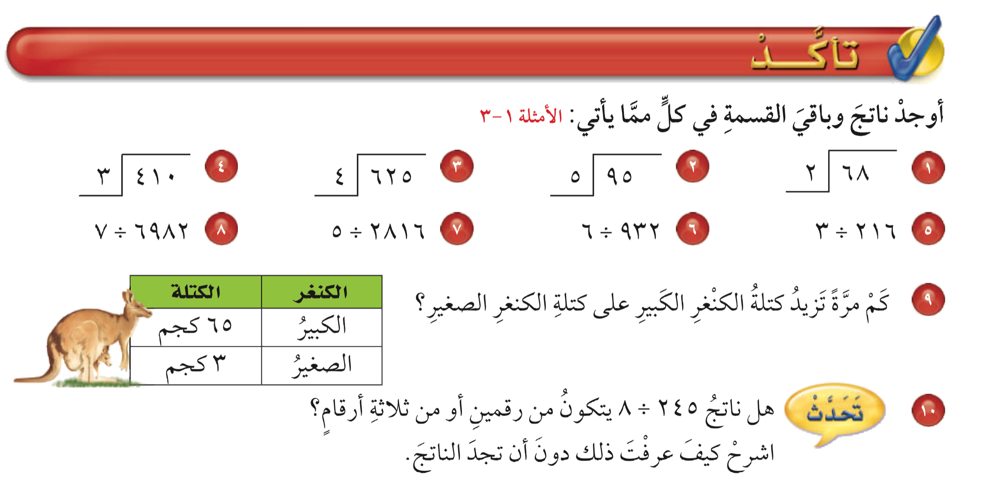 تأكَّـــدْ
أوجدْ ناتجَ وباقيَ القسمةِ في كلٍّ ممَّا يأتي: الأمثلة ١-٣
١ ٢ ٦٨ ٢ ٥ ٩٥ ٣ ٤ ٦٢٥ ٤ ٣ ٤١٠
٥ ٢١٦ ÷ ٣ ٦ ٩٣٢ ÷ ٦ ٧ ٢٨١٦ ÷ ٥ ٨ ٦٩٨٢ ÷ ٧
٩ كَمْ مرَّةً تَزيدُ كتلةُ الكنْغرِ الكَبيرِ على كتلةِ الكنغرِ الصغيرِ؟
الكنغر الكتلة
الكبيرُ ٦٥ كجم
الصغيرُ ٣ كجم
١٠ تَحَدَّثْ هل ناتجُ ٢٤٥ ÷ ٨ يتكونُ من رقمينِ أو من ثلاثةِ أرقامٍ؟
اشرحْ كيفَ عرفْتَ ذلك دونَ أن تجدَ الناتجَ.